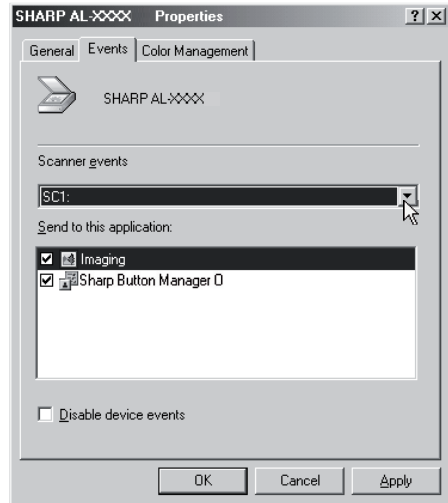 SHARP AL-XXXX Properties
General Events Color Management
SHARP AL-XXXX
Scanner events
SC1:
Send to this application:
Imaging
Sharp Button Manager O
Disable device events
OK Cancel Apply